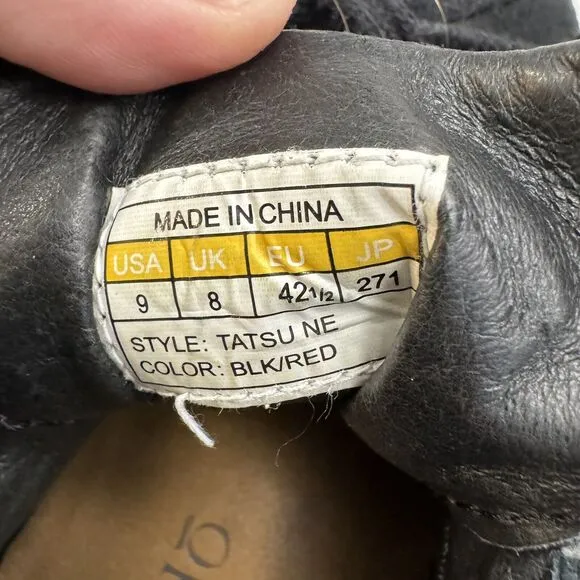 MADE IN CHINA
USA UK EU JP
9 8 42 1/2 271
STYLE: TATSU NE
COLOR: BLK/RED